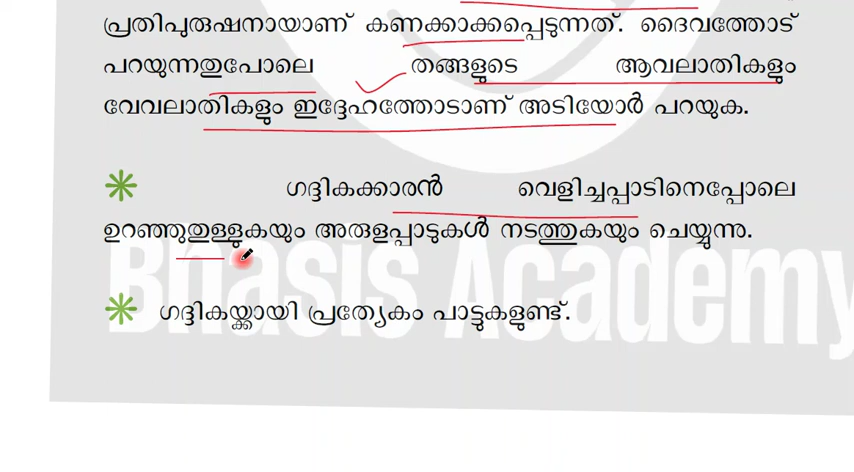 പ്രതിപുരുഷനായാണ് കണക്കാക്കപ്പെടുന്നത്. ദൈവത്തോട്
പറയുന്നതുപോലെ തങ്ങളുടെ ആവലാതികളും
വേവലാതികളും ഇദ്ദേഹത്തോടാണ് അടിയോർ പറയുക.
ഗദ്ദികക്കാരൻ വെളിച്ചപ്പാടിനെപ്പോലെ
ഉറഞ്ഞുതുള്ളുകയും അരുളപ്പാടുകൾ നടത്തുകയും ചെയ്യുന്നു.
Bhasis Academy
ഗദ്ദികയ്ക്കായി പ്രത്യേകം പാട്ടുകളുണ്ട്.